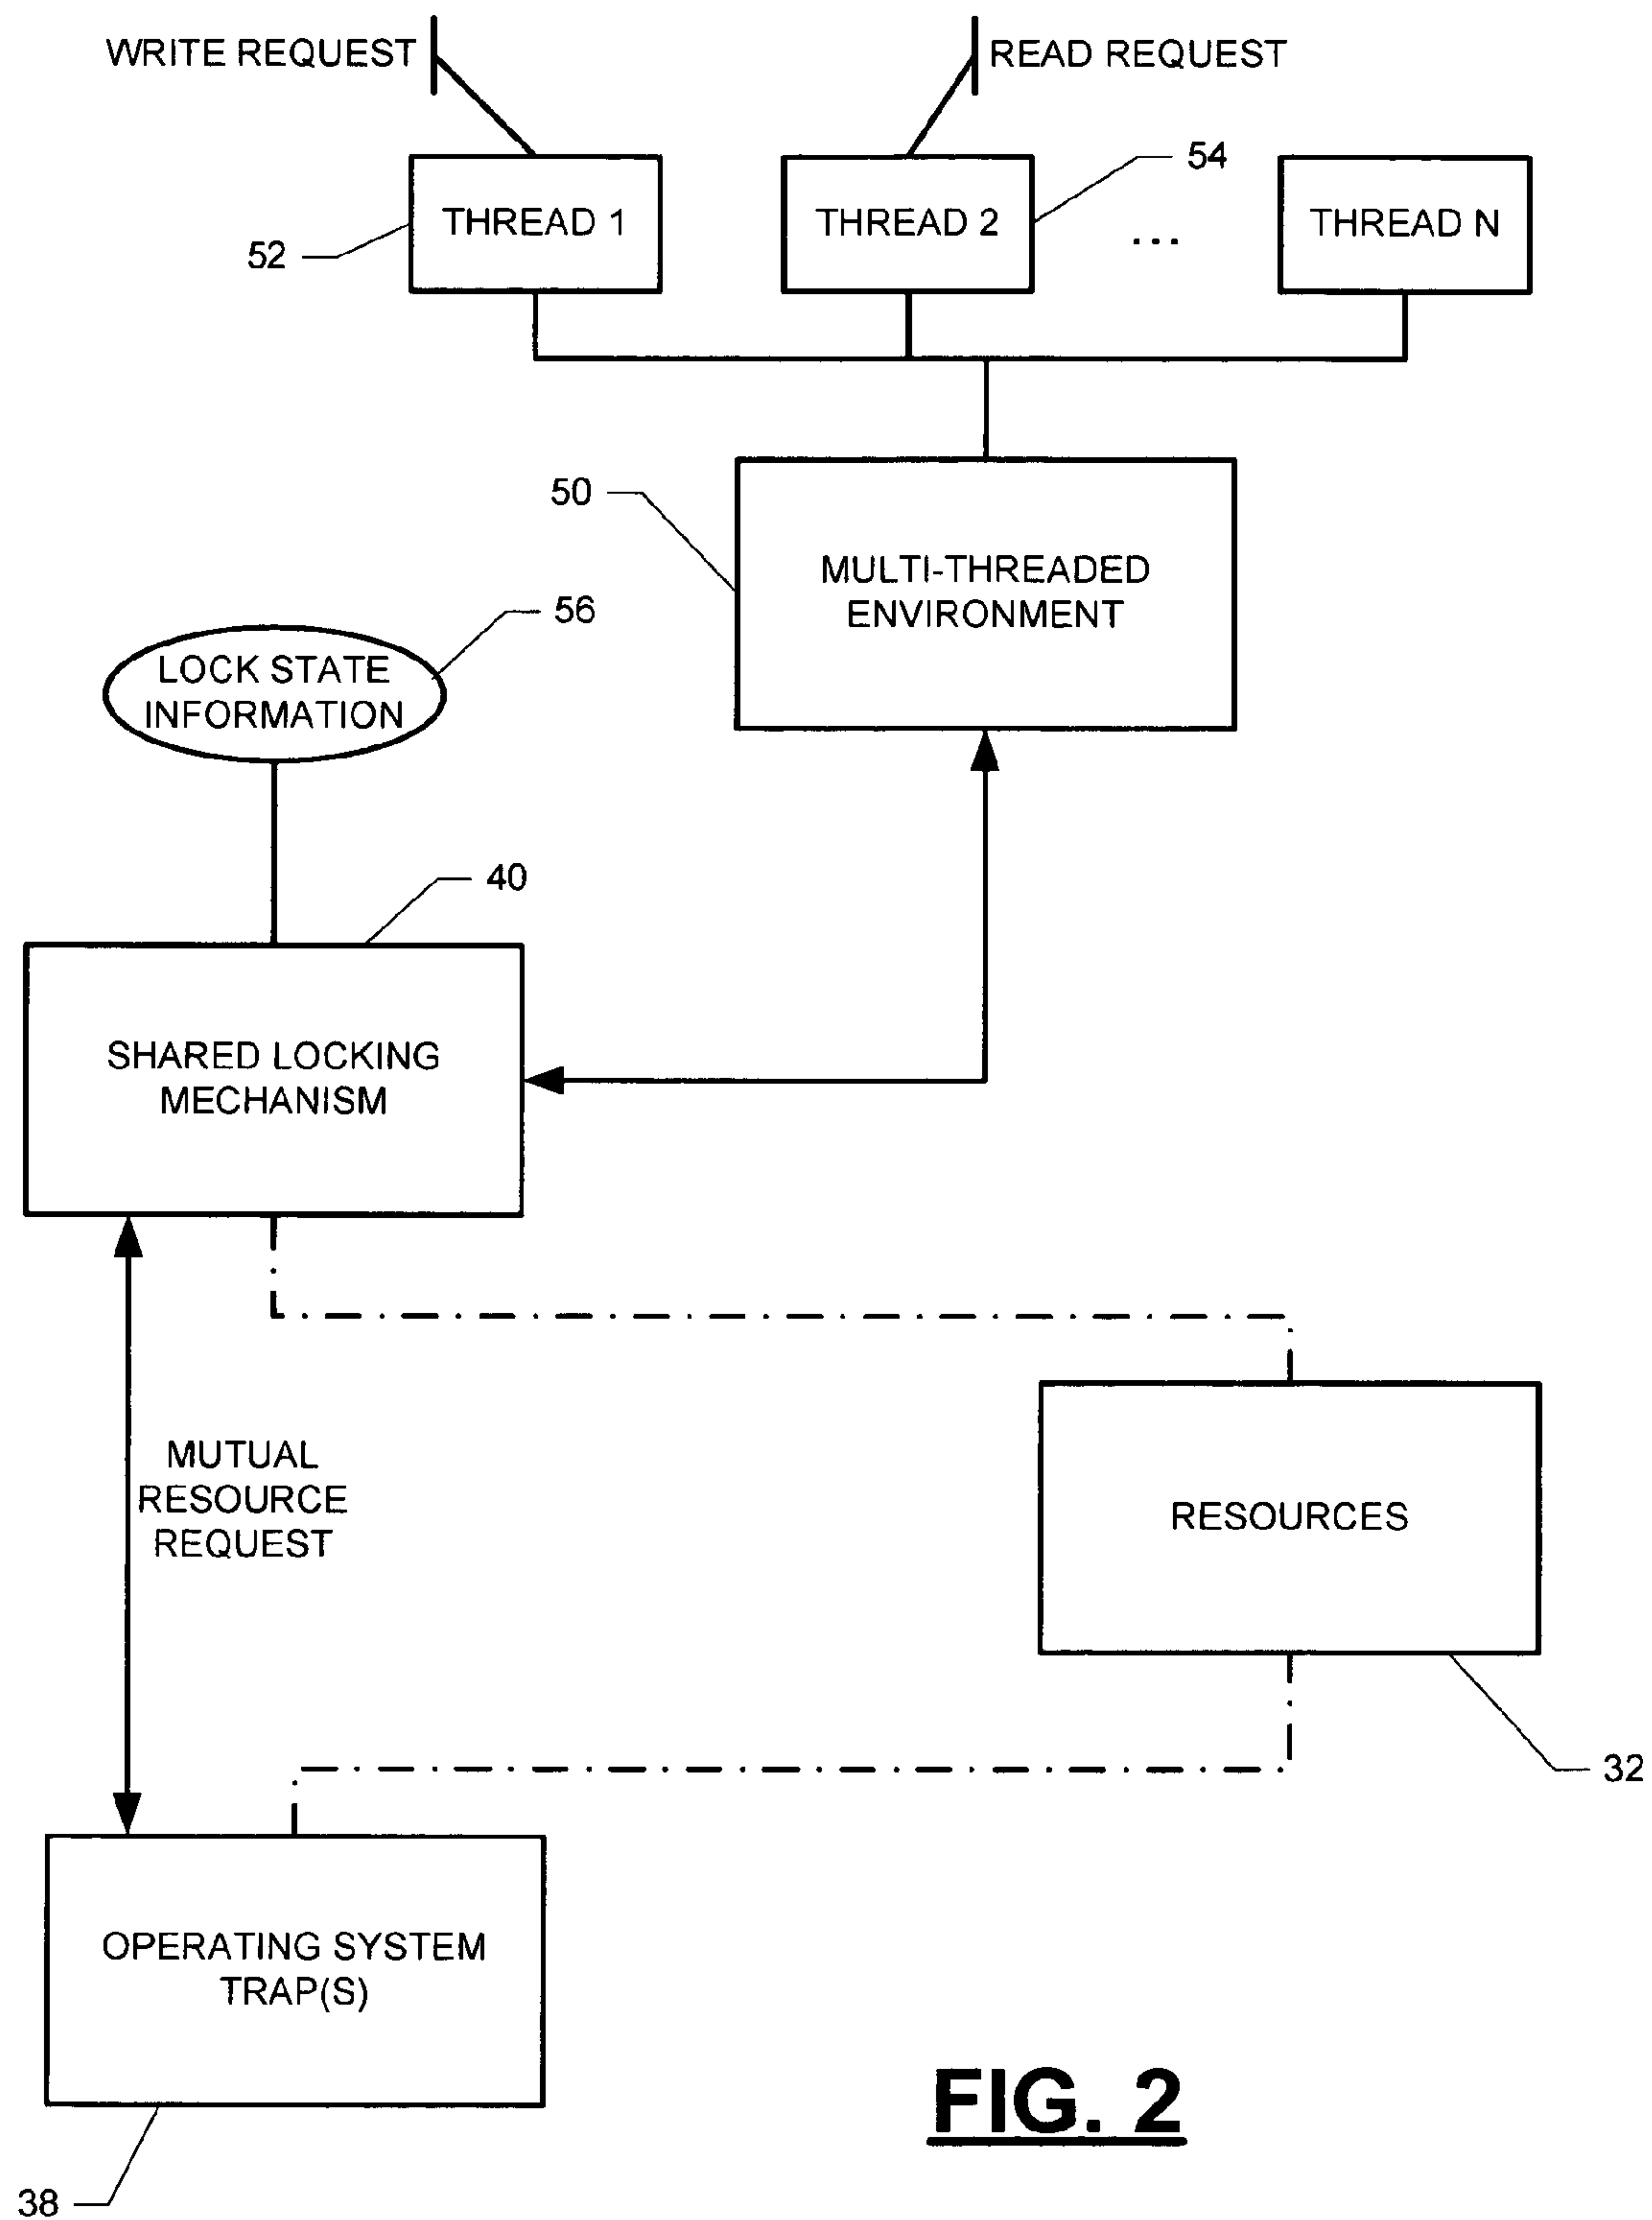 WRITE REQUEST
READ REQUEST
54
THREAD 1
THREAD 2
...
THREAD N
52
50
MULTI-THREADED
ENVIRONMENT
56
LOCK STATE
INFORMATION
40
SHARED LOCKING
MECHANISM
MUTUAL
RESOURCE
REQUEST
RESOURCES
32
OPERATING SYSTEM
TRAP(S)
38
FIG. 2